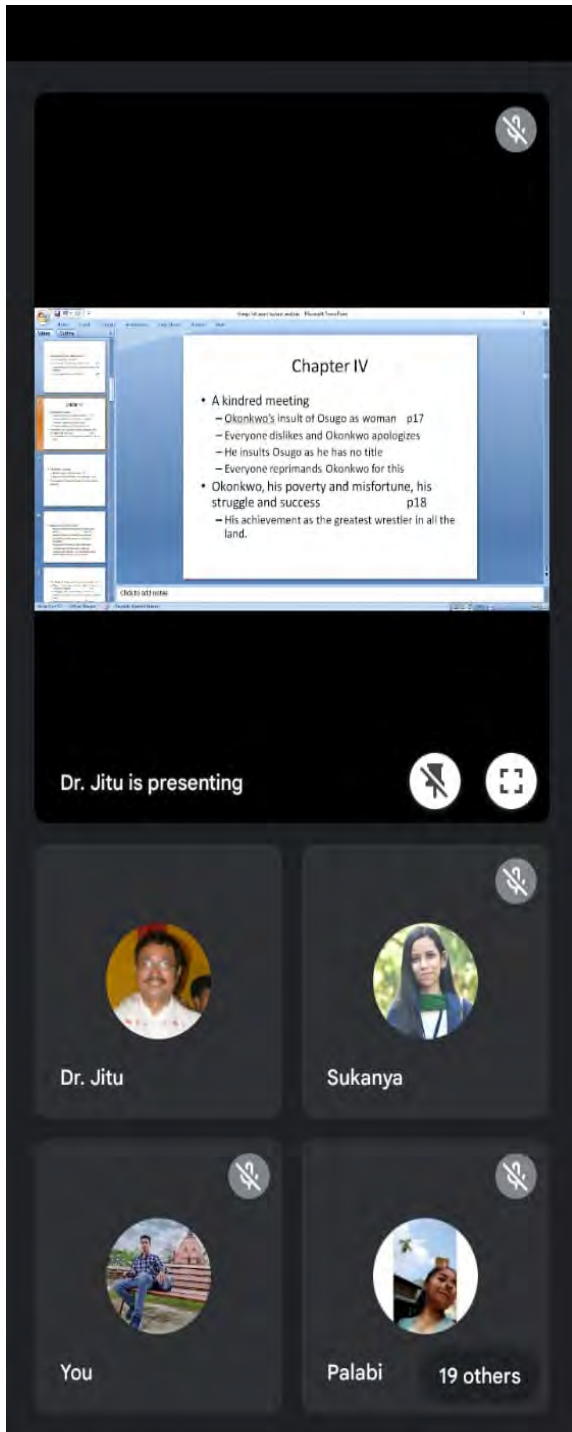 Chapter IV
• A kindred meeting
– Okonkwo's insult of Osugo as woman p17
– Everyone dislikes and Okonkwo apologizes
– He insults Osugo as he has no title
– Everyone reprimands Okonkwo for this
• Okonkwo, his poverty and misfortune, his
struggle and success p18
– His achievement as the greatest wrestler in all the
land.
Click to add notes
Dr. Jitu is presenting
Dr. Jitu
Sukanya
You
Palabi
19 others